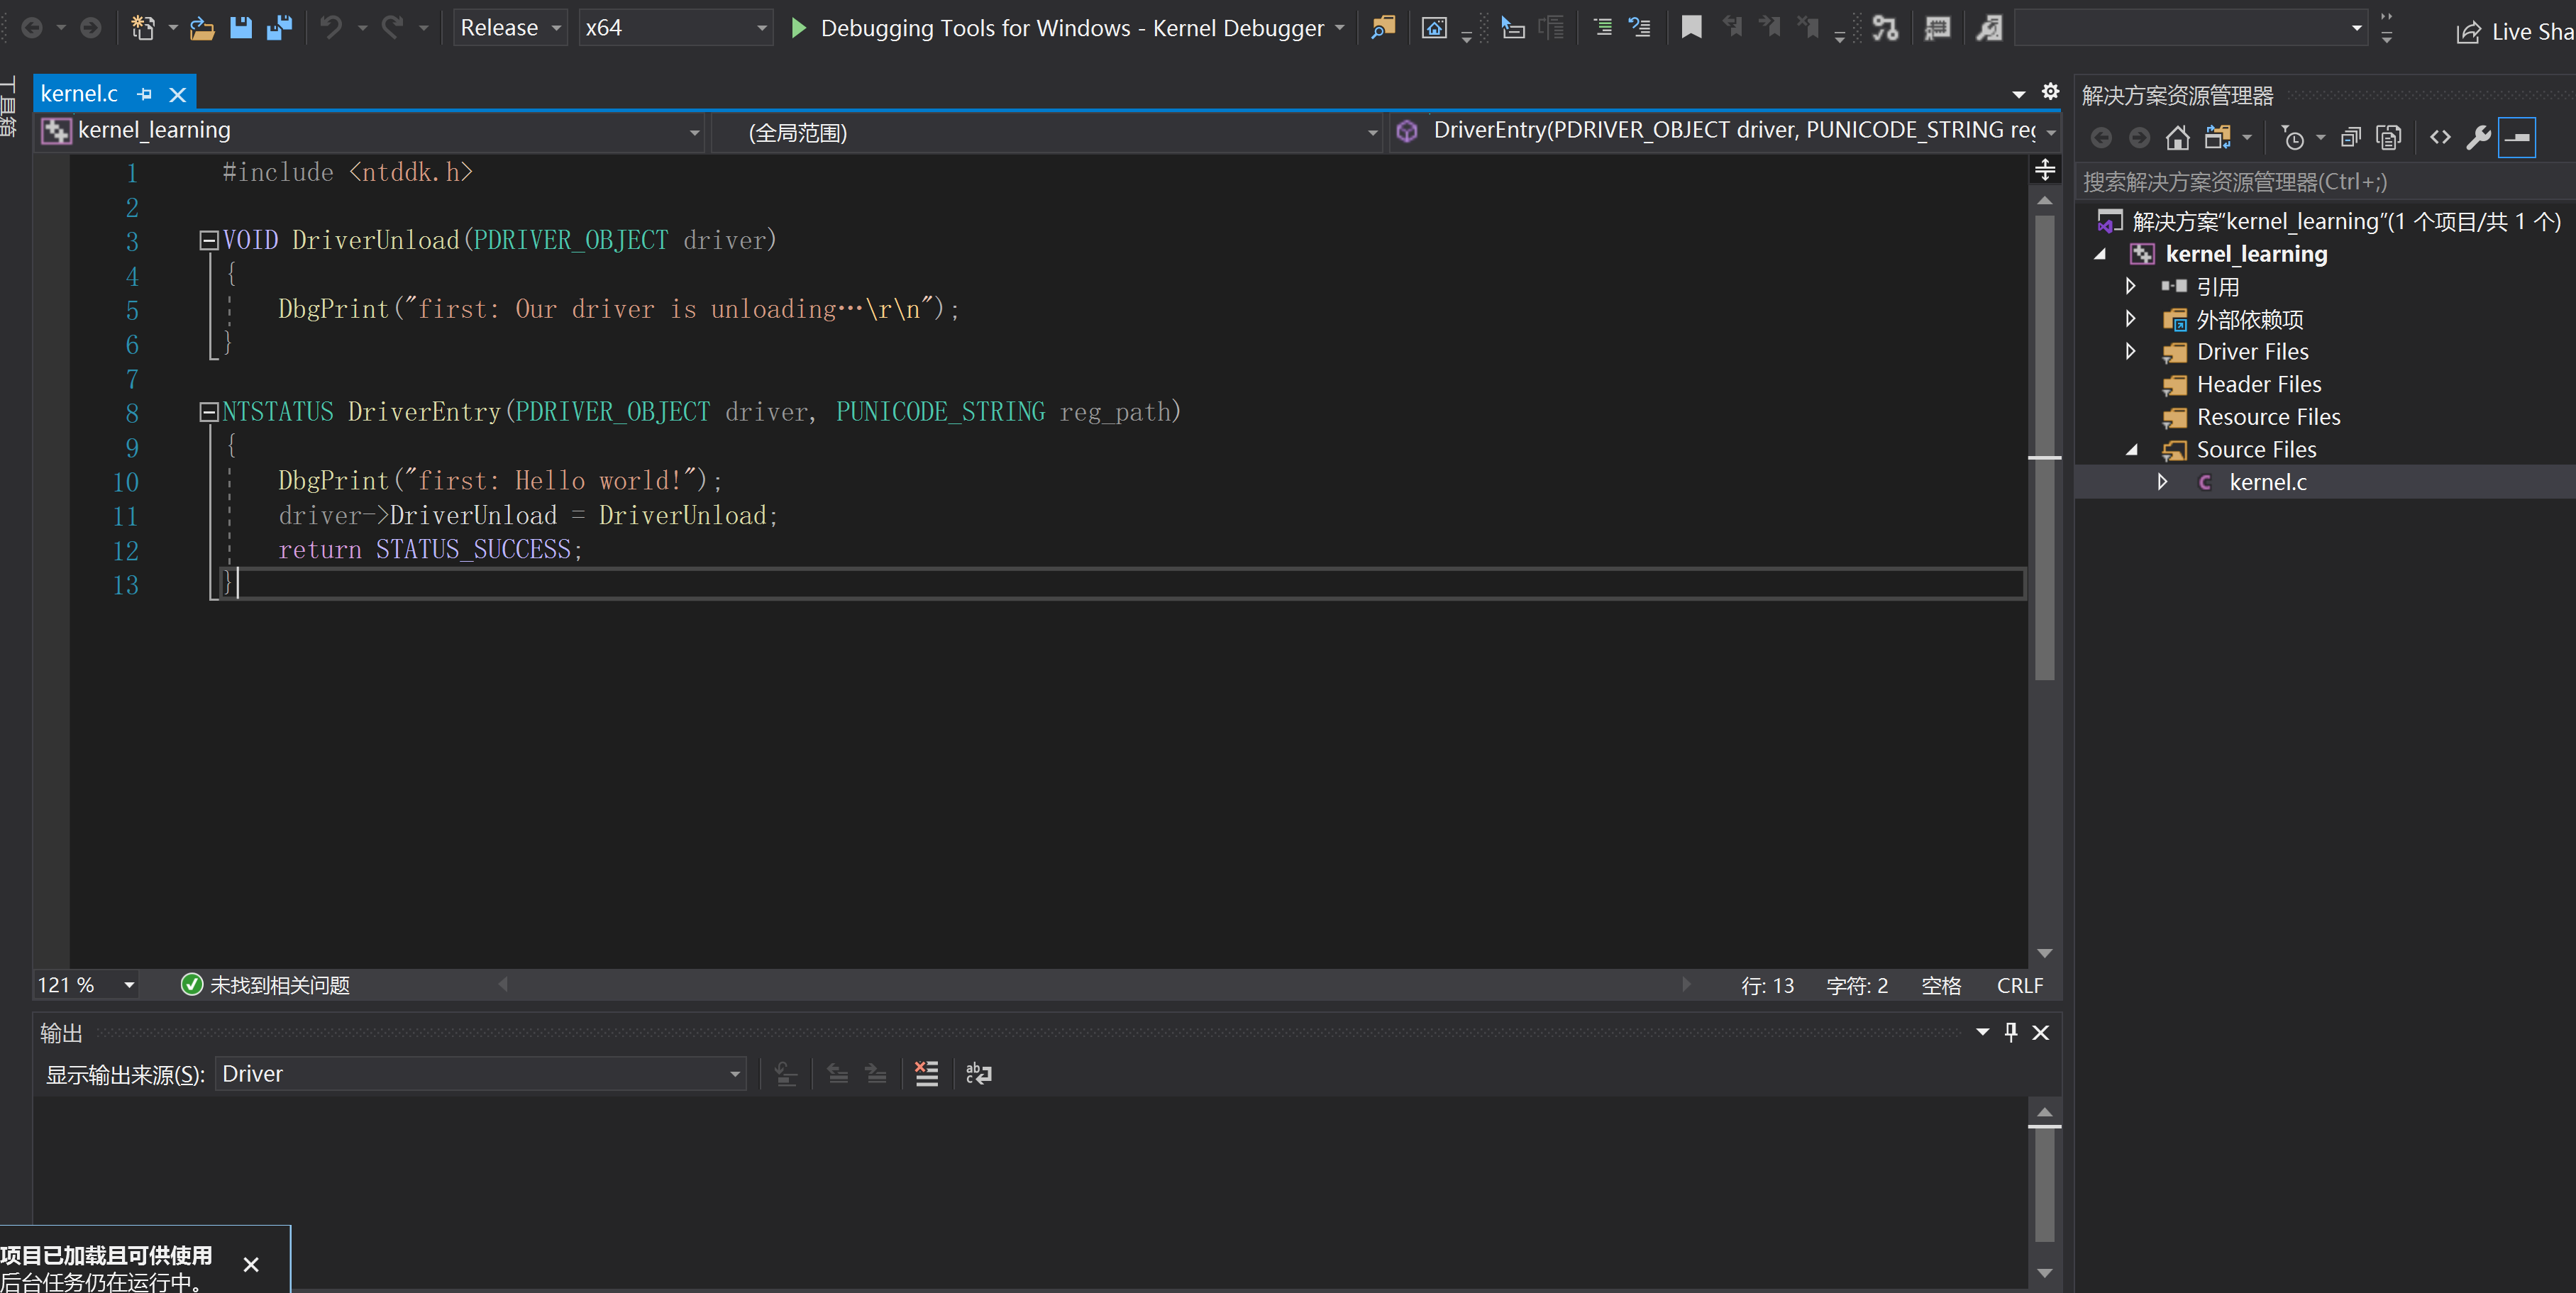 Release x64 Debugging Tools for Windows - Kernel Debugger Live Sha
工具箱
kernel.c
kernel_learning (全局范围) DriverEntry(PDRIVER_OBJECT driver, PUNICODE_STRING reg
1 #include <ntddk.h>
2
3 VOID DriverUnload(PDRIVER_OBJECT driver)
4 {
5 DbgPrint("first: Our driver is unloading…\r\n");
6 }
7
8 NTSTATUS DriverEntry(PDRIVER_OBJECT driver, PUNICODE_STRING reg_path)
9 {
10 DbgPrint("first: Hello world!");
11 driver->DriverUnload = DriverUnload;
12 return STATUS_SUCCESS;
13 }
121 % 未找到相关问题 行: 13 字符: 2 空格 CRLF
输出
显示输出来源(S): Driver
项目已加载且可供使用
后台任务仍在运行中。
解决方案资源管理器
搜索解决方案资源管理器(Ctrl+;)
解决方案"kernel_learning"(1 个项目/共 1 个)
kernel_learning
引用
外部依赖项
Driver Files
Header Files
Resource Files
Source Files
kernel.c